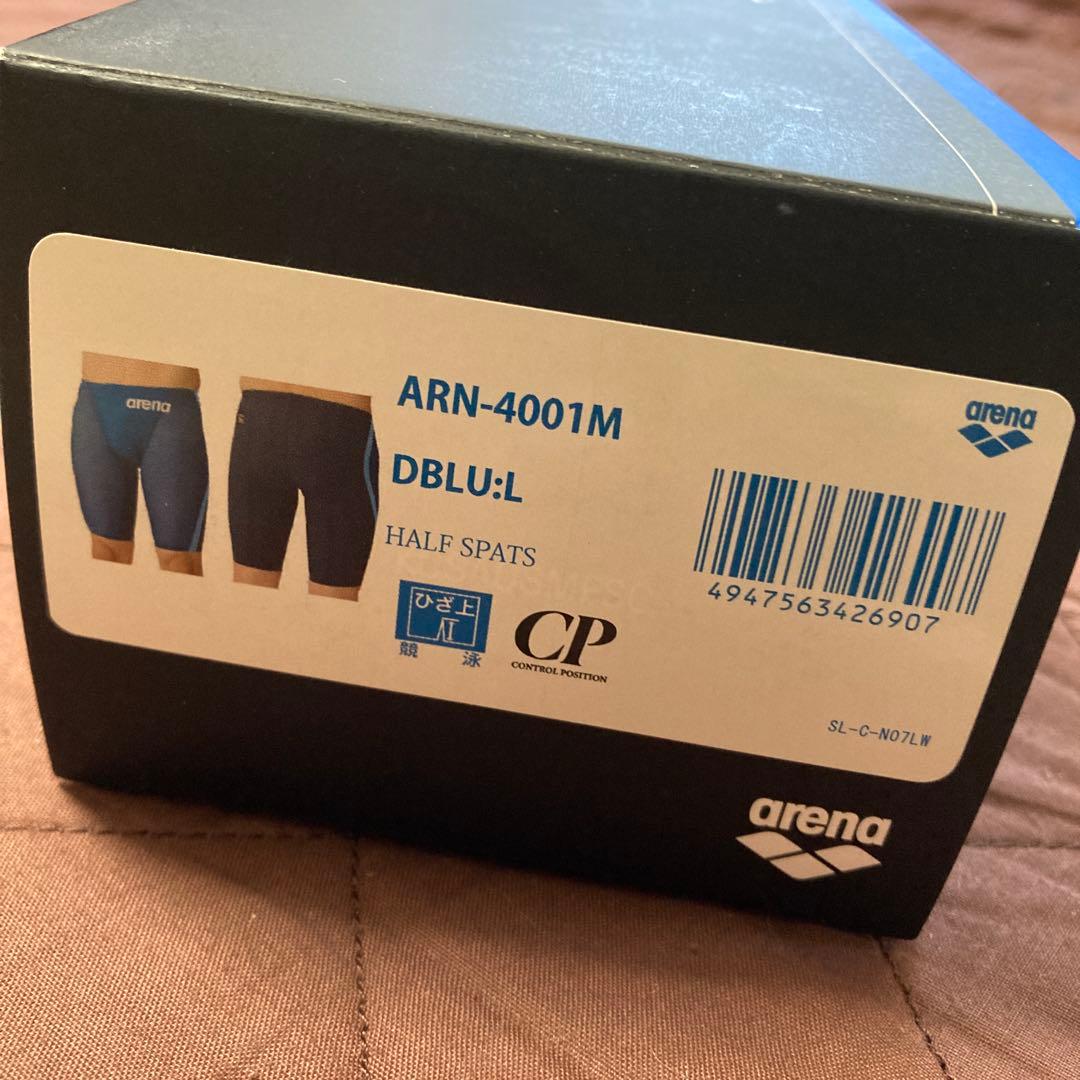 arena
ARN-4001M
DBLU:L
HALF SPATS
ひざ上
競泳
CP
CONTROL POSITION
arena
4947563426907
SL-C-N07LW
arena